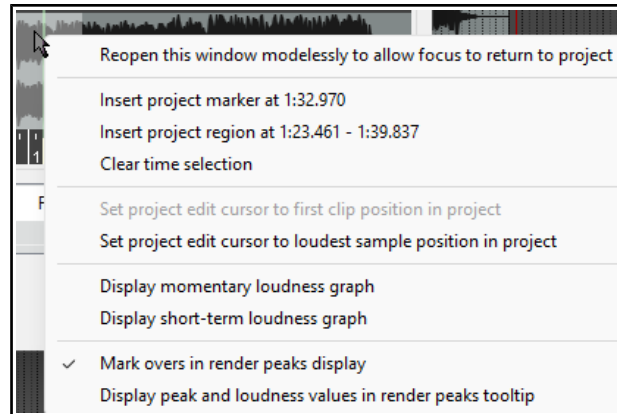 Reopen this window modelessly to allow focus to return to project
Insert project marker at 1:32.970
Insert project region at 1:23.461 - 1:39.837
Clear time selection
Set project edit cursor to first clip position in project
Set project edit cursor to loudest sample position in project
Display momentary loudness graph
Display short-term loudness graph
Mark overs in render peaks display
Display peak and loudness values in render peaks tooltip